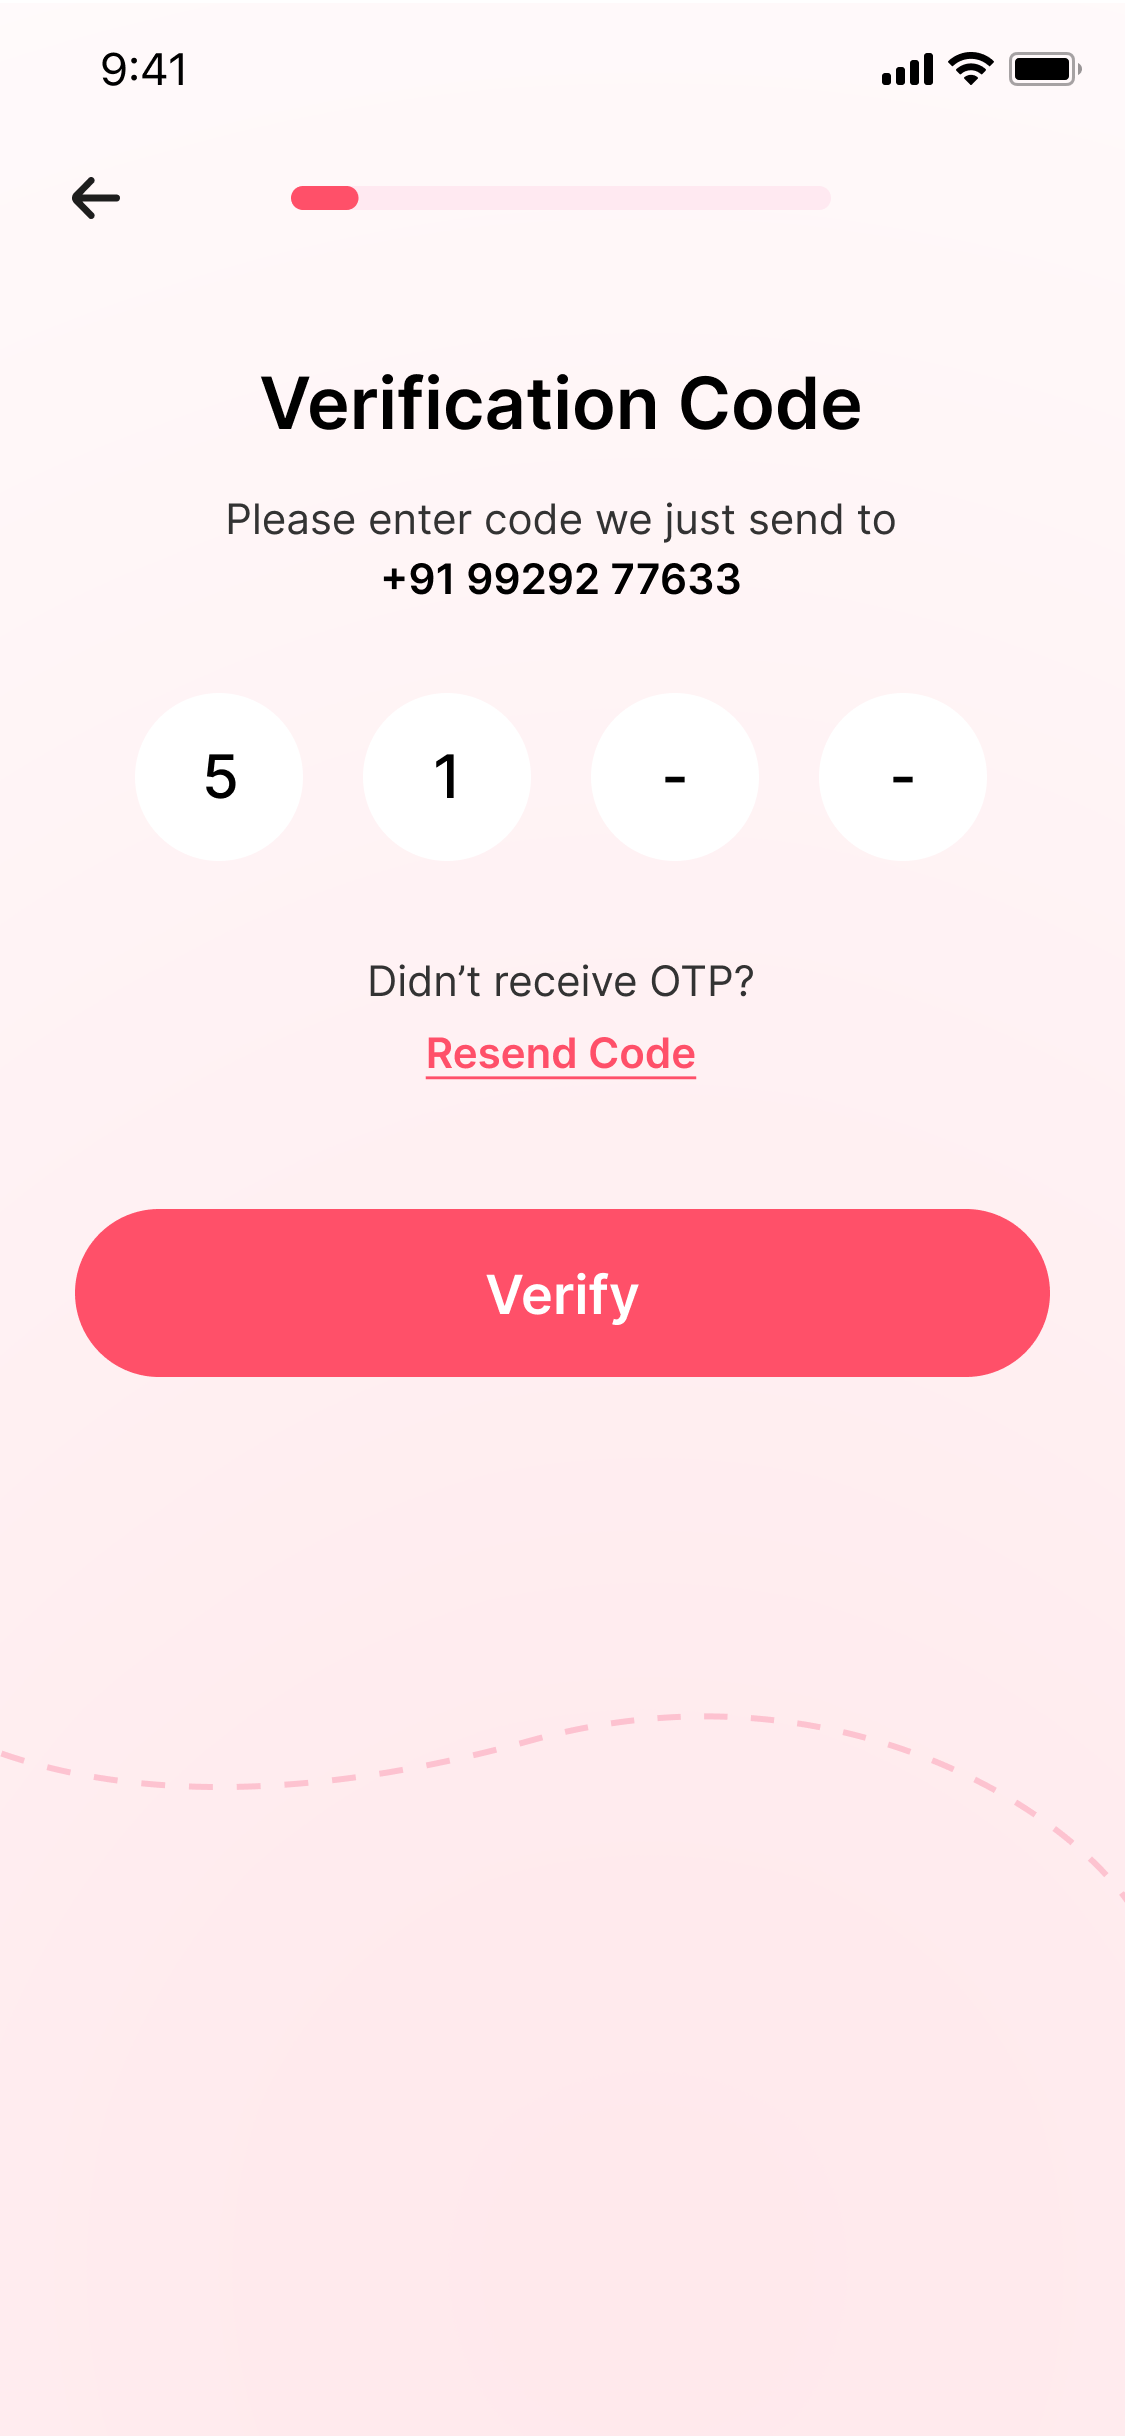 9:41
Verification Code
Please enter code we just send to
+91 99292 77633
5 1 - -
Didn’t receive OTP?
Resend Code
Verify